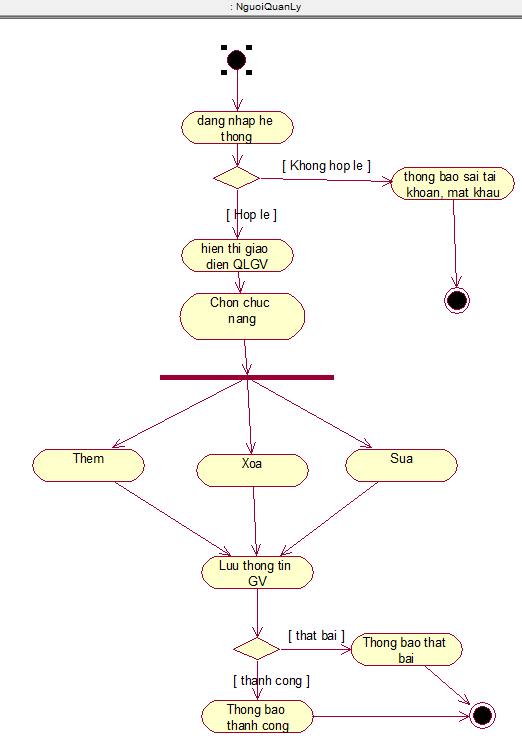 : NguoiQuanLy
dang nhap he
thong
[ Khong hop le ]
thong bao sai tai
khoan, mat khau
[ Hop le ]
hien thi giao
dien QLGV
Chon chuc
nang
Them
Xoa
Sua
Luu thong tin
GV
[ that bai ]
Thong bao that
bai
[ thanh cong ]
Thong bao
thanh cong